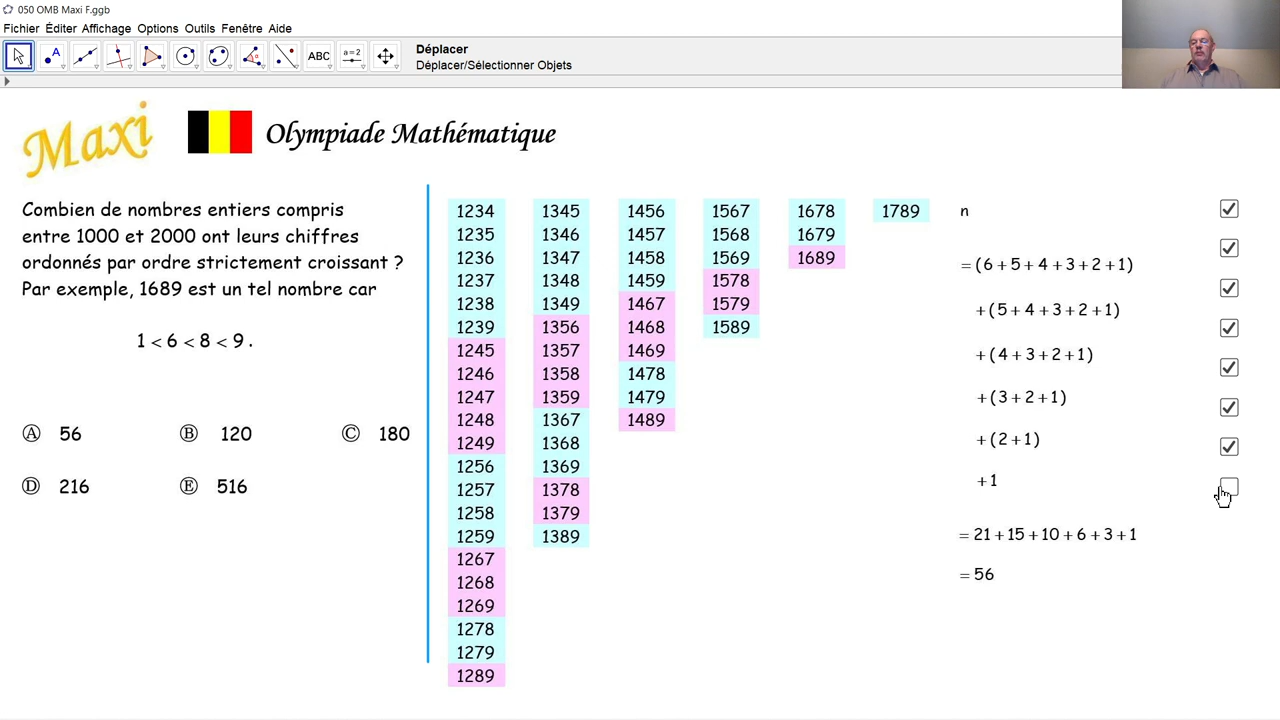 050 OMB Maxi F.ggb
Fichier Éditer Affichage Options Outils Fenêtre Aide
A ABC a=2
Déplacer
Déplacer/Sélectionner Objets
Maxi
Olympiade Mathématique
Combien de nombres entiers compris
entre 1000 et 2000 ont leurs chiffres
ordonnés par ordre strictement croissant ?
Par exemple, 1689 est un tel nombre car
1 < 6 < 8 < 9 .
Ⓐ 56 Ⓑ 120 Ⓒ 180
Ⓓ 216 Ⓔ 516
1234 1345 1456 1567 1678 1789
1235 1346 1457 1568 1679
1236 1347 1458 1569 1689
1237 1348 1459 1578
1238 1349 1467 1579
1239 1356 1468 1589
1245 1357 1469
1246 1358 1478
1247 1359 1479
1248 1367 1489
1249 1368
1256 1369
1257 1378
1258 1379
1259 1389
1267
1268
1269
1278
1279
1289
n
= (6 + 5 + 4 + 3 + 2 + 1)
+ (5 + 4 + 3 + 2 + 1)
+ (4 + 3 + 2 + 1)
+ (3 + 2 + 1)
+ (2 + 1)
+ 1
= 21 + 15 + 10 + 6 + 3 + 1
= 56